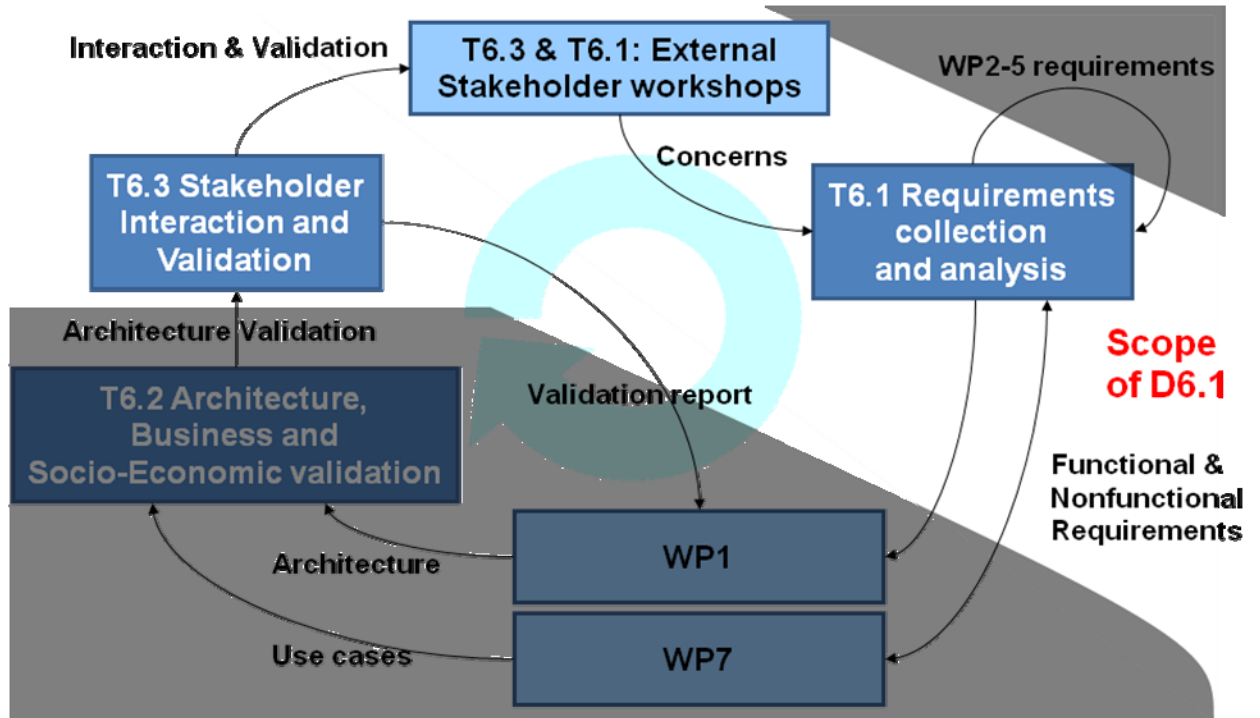 Interaction & Validation
T6.3 & T6.1: External
Stakeholder workshops
WP2-5 requirements
Concerns
T6.3 Stakeholder
Interaction and
Validation
T6.1 Requirements
collection
and analysis
Architecture Validation
Scope
of D6.1
T6.2 Architecture,
Business and
Socio-Economic validation
Validation report
Functional &
Nonfunctional
Requirements
WP1
Architecture
WP7
Use cases